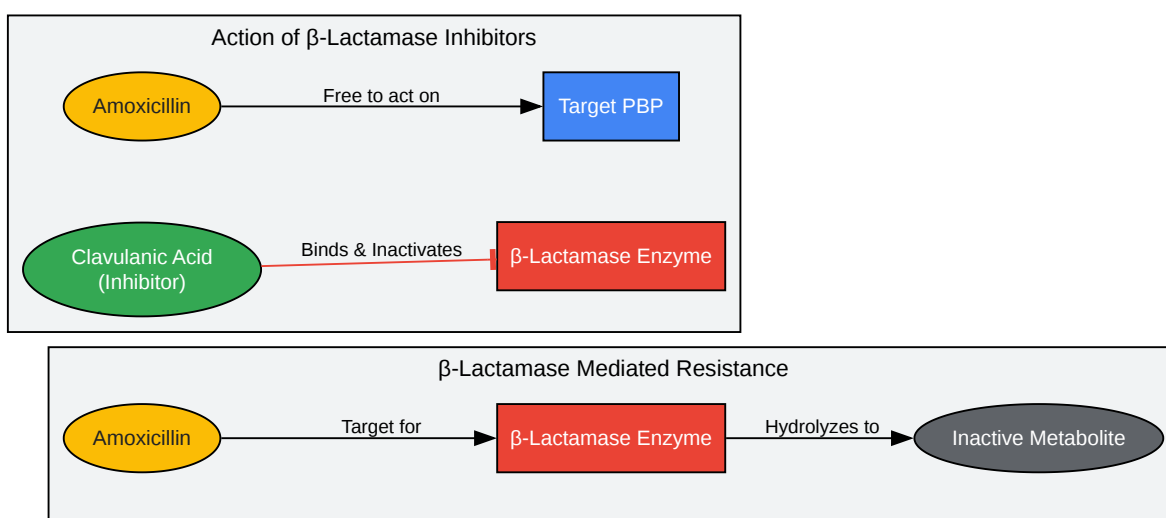 Action of β-Lactamase Inhibitors
Amoxicillin
Free to act on
Target PBP
Clavulanic Acid
(Inhibitor)
Binds & Inactivates
β-Lactamase Enzyme
β-Lactamase Mediated Resistance
Amoxicillin
Target for
β-Lactamase Enzyme
Hydrolyzes to
Inactive Metabolite